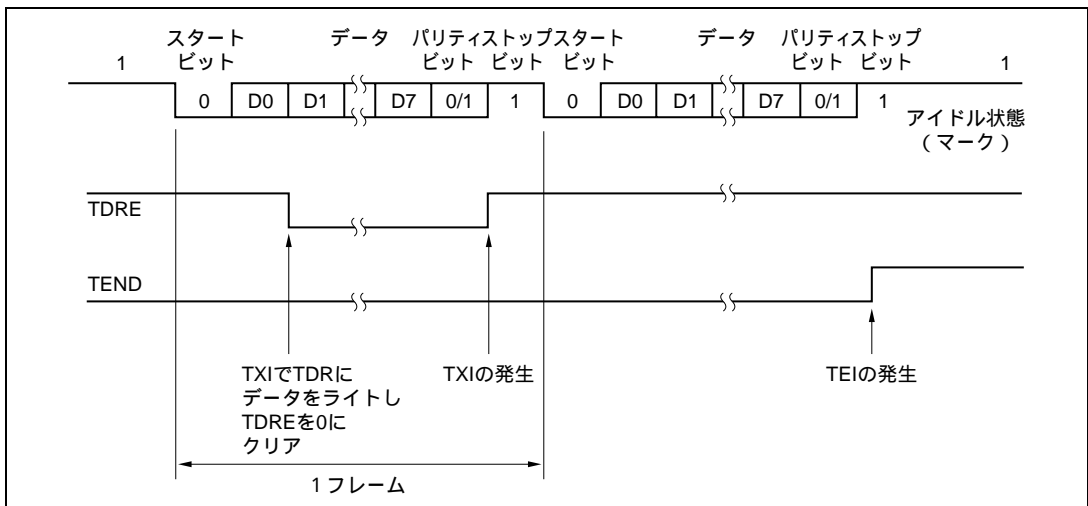 スタート データ パリティストップスタート データ パリティストップ
1 ビット ビット ビット ビット ビット ビット 1
0 D0 D1 D7 0/1 1 0 D0 D1 D7 0/1 1
アイドル状態
(マーク)
TDRE
TEND
TXIでTDRに
データをライトし
TDREを0に
クリア
TXIの発生
TEIの発生
1フレーム